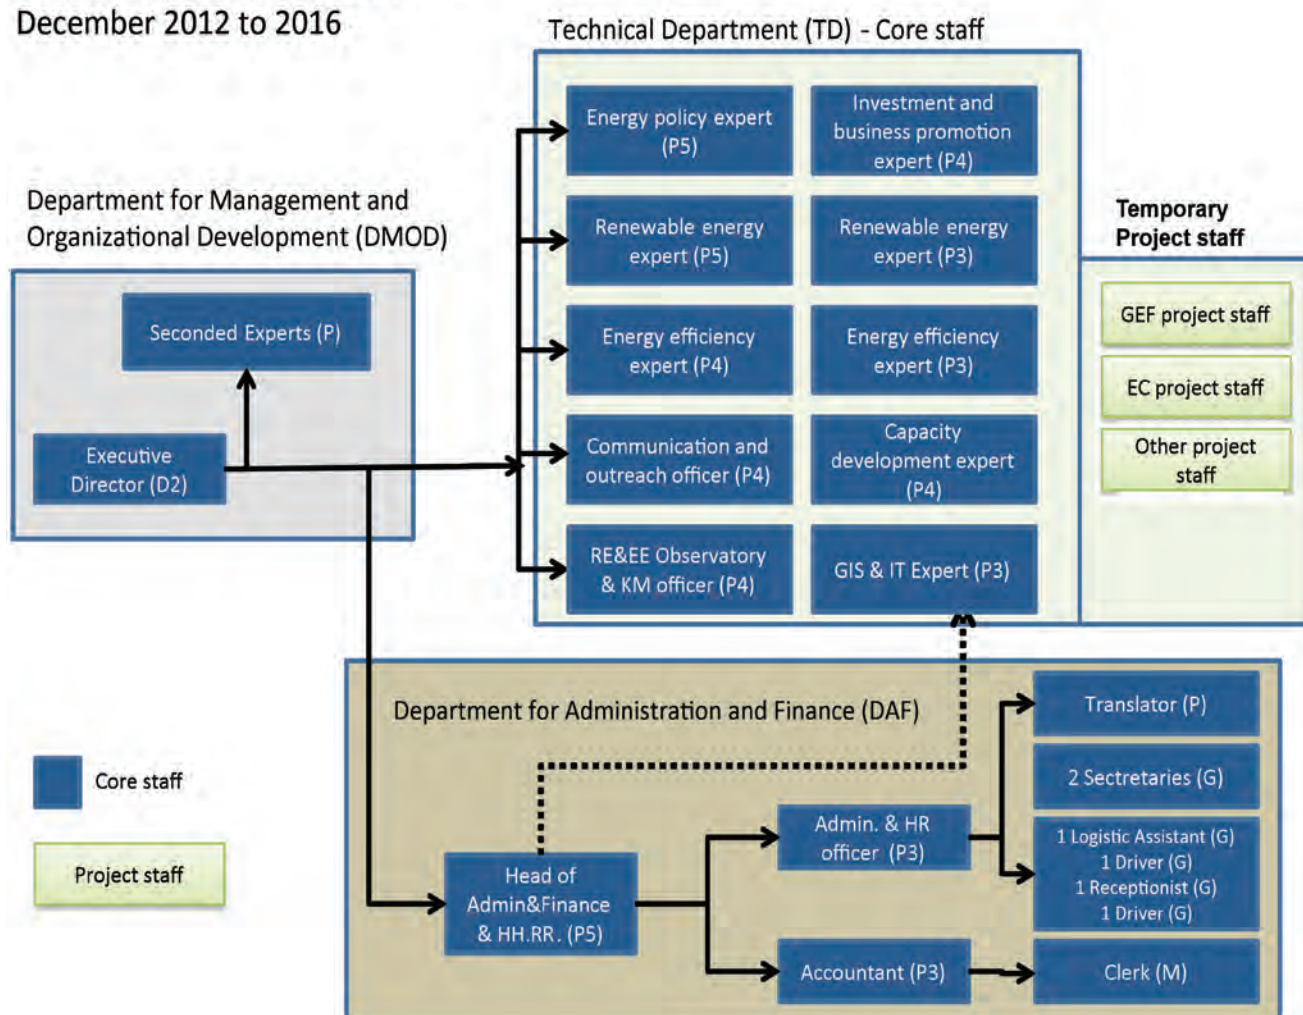 December 2012 to 2016
Technical Department (TD) - Core staff
Energy policy expert
(P5)
Investment and
business promotion
expert (P4)
Department for Management and
Organizational Development (DMOD)
Renewable energy
expert (P5)
Renewable energy
expert (P3)
Temporary
Project staff
Seconded Experts (P)
Energy efficiency
expert (P4)
Energy efficiency
expert (P3)
GEF project staff
EC project staff
Executive
Director (D2)
Communication and
outreach officer (P4)
Capacity
development expert
(P4)
Other project
staff
RE&EE Observatory
& KM officer (P4)
GIS & IT Expert (P3)
Department for Administration and Finance (DAF)
Translator (P)
Core staff
2 Sectretaries (G)
Admin. & HR
officer (P3)
1 Logistic Assistant (G)
1 Driver (G)
1 Receptionist (G)
1 Driver (G)
Project staff
Head of
Admin&Finance
& HH.RR. (P5)
Accountant (P3)
Clerk (M)